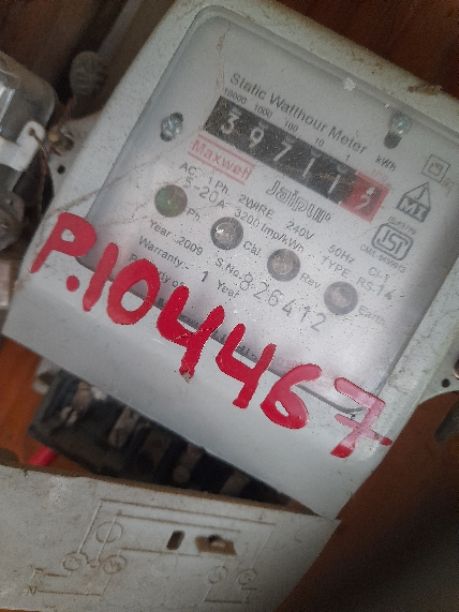 Static Watthour Meter
10000 1000 100 10 1 kWh
39711
Maxwell Jaipur
AC - 1 Ph. 2WIRE 240V 50Hz Cl-1
5-20A 3200 Imp/kWh TYPE RS-14
Ph Cal. Rev. Earth
Year :2009 S.No. 826412
Warranty:- 1 Year
P.104467
MI
ISI
N